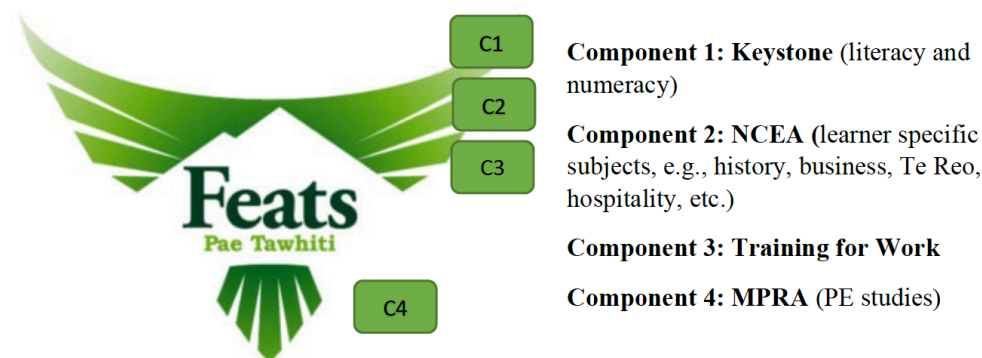 C1
C2
C3
Feats
Pae Tawhiti
C4
Component 1: Keystone (literacy and
numeracy)
Component 2: NCEA (learner specific
subjects, e.g., history, business, Te Reo,
hospitality, etc.)
Component 3: Training for Work
Component 4: MPRA (PE studies)